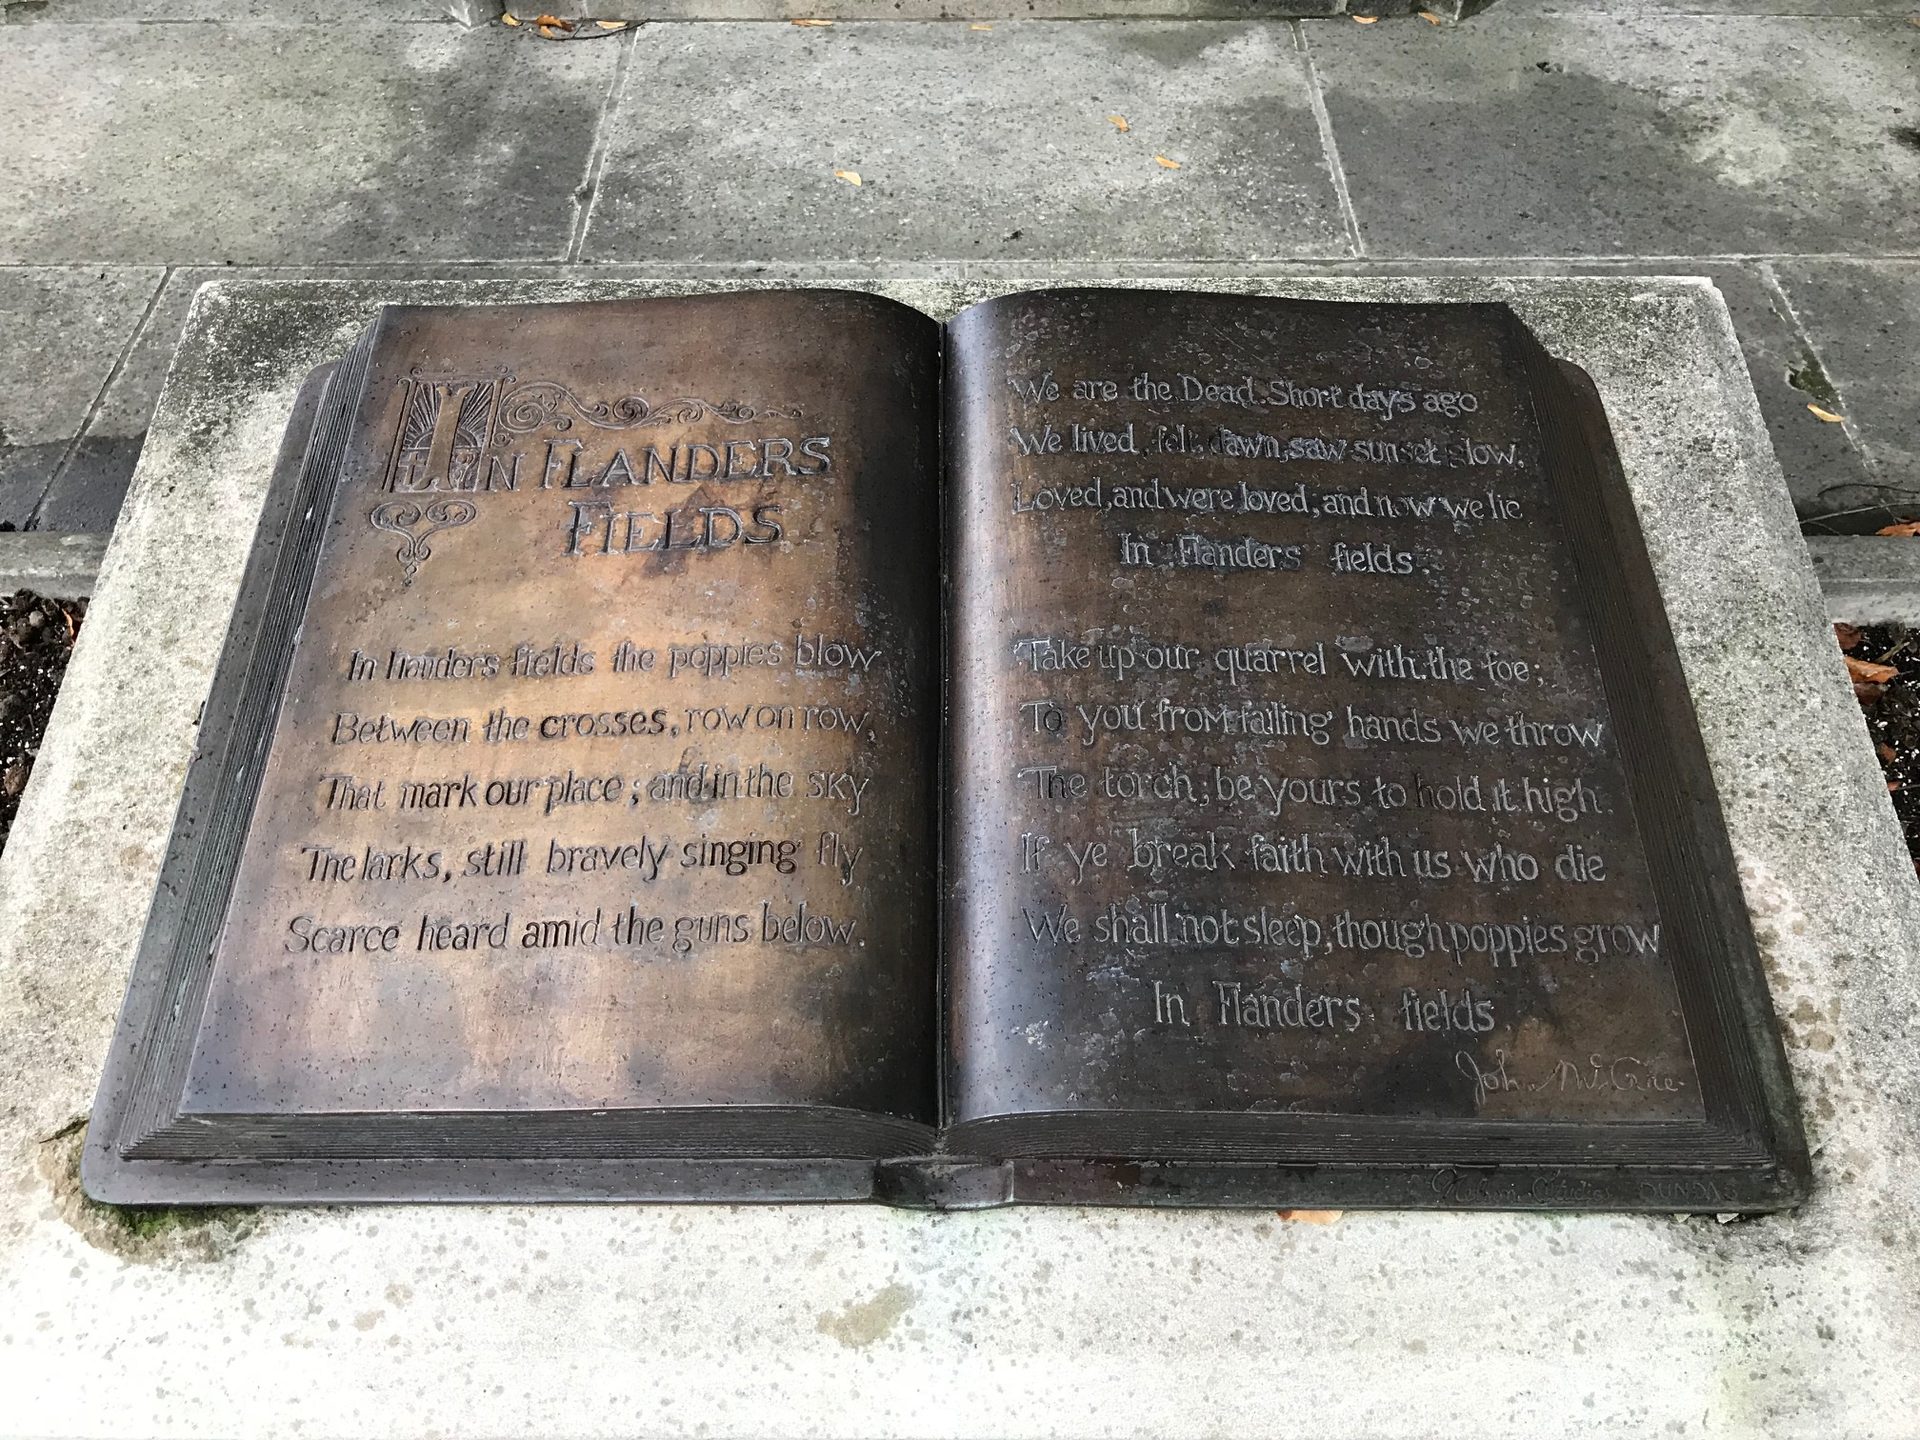 IN FLANDERS
FIELDS
In Flanders fields the poppies blow
Between the crosses, row on row,
That mark our place; and in the sky
The larks, still bravely singing fly
Scarce heard amid the guns below.
We are the Dead. Short days ago
We lived, felt dawn, saw sunset glow,
Loved, and were loved, and now we lie
In Flanders fields.
Take up our quarrel with the foe;
To you from failing hands we throw
The torch; be yours to hold it high.
If ye break faith with us who die
We shall not sleep, though poppies grow
In Flanders fields.
John McCrae
DUNDAS